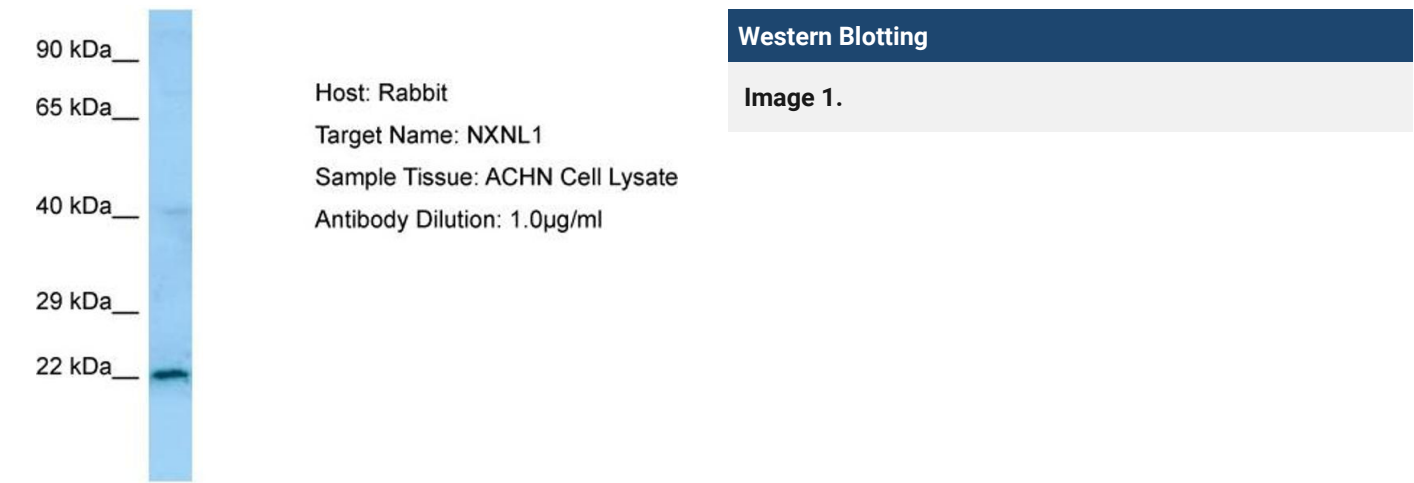 90 kDa__
65 kDa__
40 kDa__
29 kDa__
22 kDa__
Host: Rabbit
Target Name: NXNL1
Sample Tissue: ACHN Cell Lysate
Antibody Dilution: 1.0µg/ml
Western Blotting
Image 1.